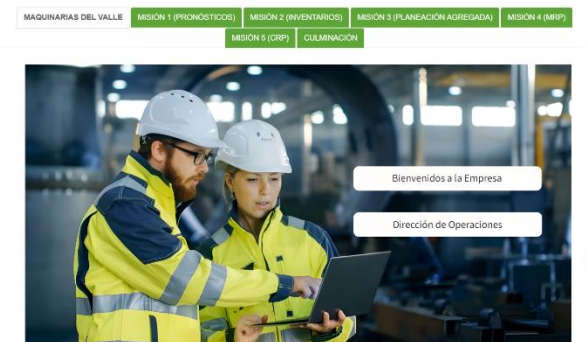 MAQUINARIAS DEL VALLE MISIÓN 1 (PRONÓSTICOS) MISIÓN 2 (INVENTARIOS) MISIÓN 3 (PLANEACIÓN AGREGADA) MISIÓN 4 (MRP)
MISIÓN 5 (CRP) CULMINACIÓN
Bienvenidos a la Empresa
Dirección de Operaciones